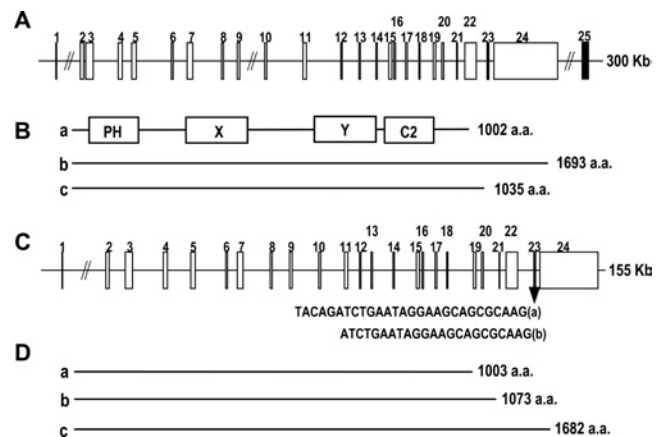 A
16 20 22 24
1 2 3 4 5 6 7 8 9 10 11 12 13 14 15 17 18 19 21 23 25
300 Kb
B
a PH X Y C2 1002 a.a.
b 1693 a.a.
c 1035 a.a.
C
13 16 18 20 22
1 2 3 4 5 6 7 8 9 10 11 12 14 15 17 19 21 23 24
155 Kb
TACAGATCTGAATAGGAAGCAGCGCAAG(a)
ATCTGAATAGGAAGCAGCGCAAG(b)
D
a 1003 a.a.
b 1073 a.a.
c 1682 a.a.